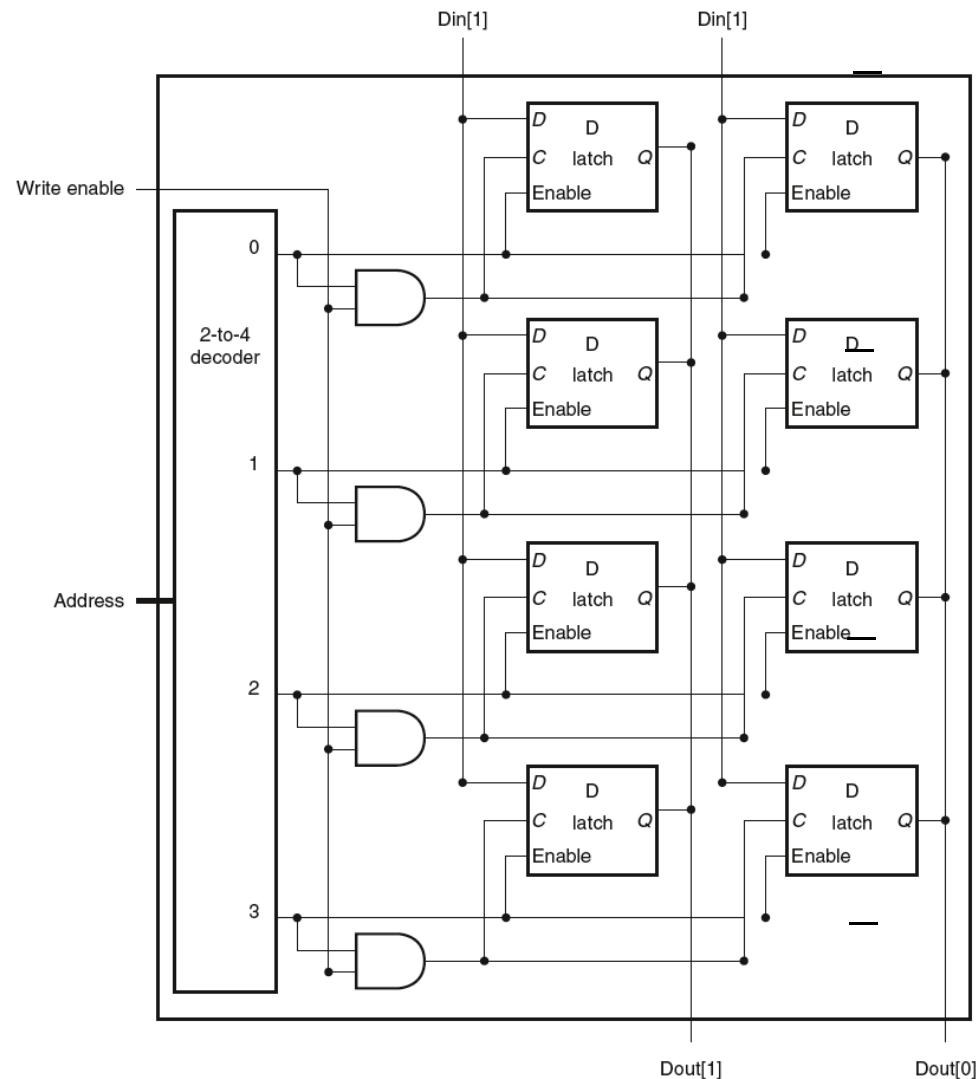 Din[1] Din[1]
D D latch C Q Enable
D D latch C Q Enable
Write enable
0
2-to-4
decoder
D D latch C Q Enable
D D latch C Q Enable
1
D D latch C Q Enable
D D latch C Q Enable
Address
2
D D latch C Q Enable
D D latch C Q Enable
3
Dout[1] Dout[0]